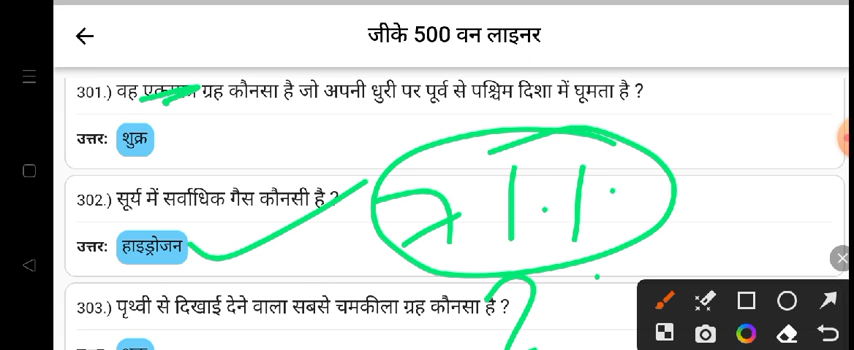 जीके 500 वन लाइनर
301.) वह एकमात्र ग्रह कौनसा है जो अपनी धुरी पर पूर्व से पश्चिम दिशा में घूमता है ?
उत्तर: शुक्र
302.) सूर्य में सर्वाधिक गैस कौनसी है ?
उत्तर: हाइड्रोजन
303.) पृथ्वी से दिखाई देने वाला सबसे चमकीला ग्रह कौनसा है ?